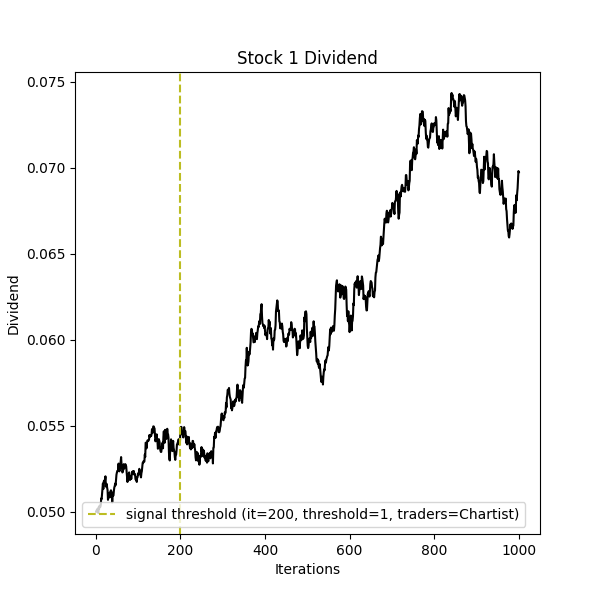 Stock 1 Dividend
0.075
0.070
0.065
0.060
0.055
0.050
Dividend
signal threshold (it=200, threshold=1, traders=Chartist)
0 200 400 600 800 1000
Iterations